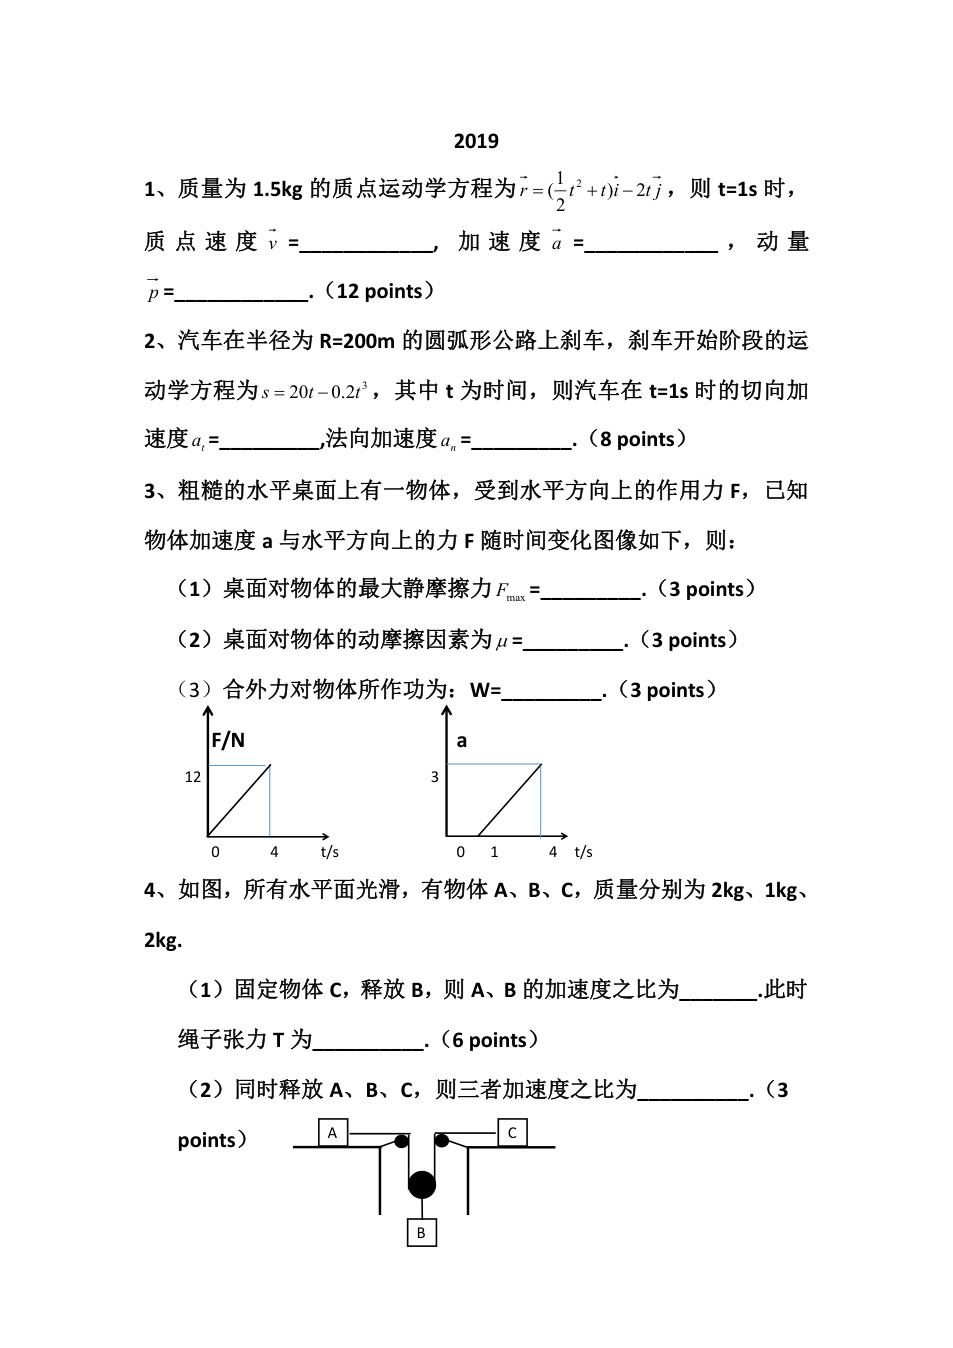 2019
1、质量为 1.5kg 的质点运动学方程为 r⃗ = (1/2 t² + t)i⃗ − 2t j⃗，则 t=1s 时，
质点速度 v⃗ =____________, 加速度 a⃗ =____________，动量
p⃗ =____________.（12 points）
2、汽车在半径为 R=200m 的圆弧形公路上刹车，刹车开始阶段的运
动学方程为 s = 20t − 0.2t³，其中 t 为时间，则汽车在 t=1s 时的切向加
速度 aₜ =_________,法向加速度 aₙ =_________.（8 points）
3、粗糙的水平桌面上有一物体，受到水平方向上的作用力 F，已知
物体加速度 a 与水平方向上的力 F 随时间变化图像如下，则：
（1）桌面对物体的最大静摩擦力 Fmax =_________.（3 points）
（2）桌面对物体的动摩擦因素为 μ =_________.（3 points）
（3）合外力对物体所作功为：W=_________.（3 points）
F/N a
12 3
0 4 t/s 0 1 4 t/s
4、如图，所有水平面光滑，有物体 A、B、C，质量分别为 2kg、1kg、
2kg.
（1）固定物体 C，释放 B，则 A、B 的加速度之比为_______.此时
绳子张力 T 为__________.（6 points）
（2）同时释放 A、B、C，则三者加速度之比为__________.（3
points）
A C
B